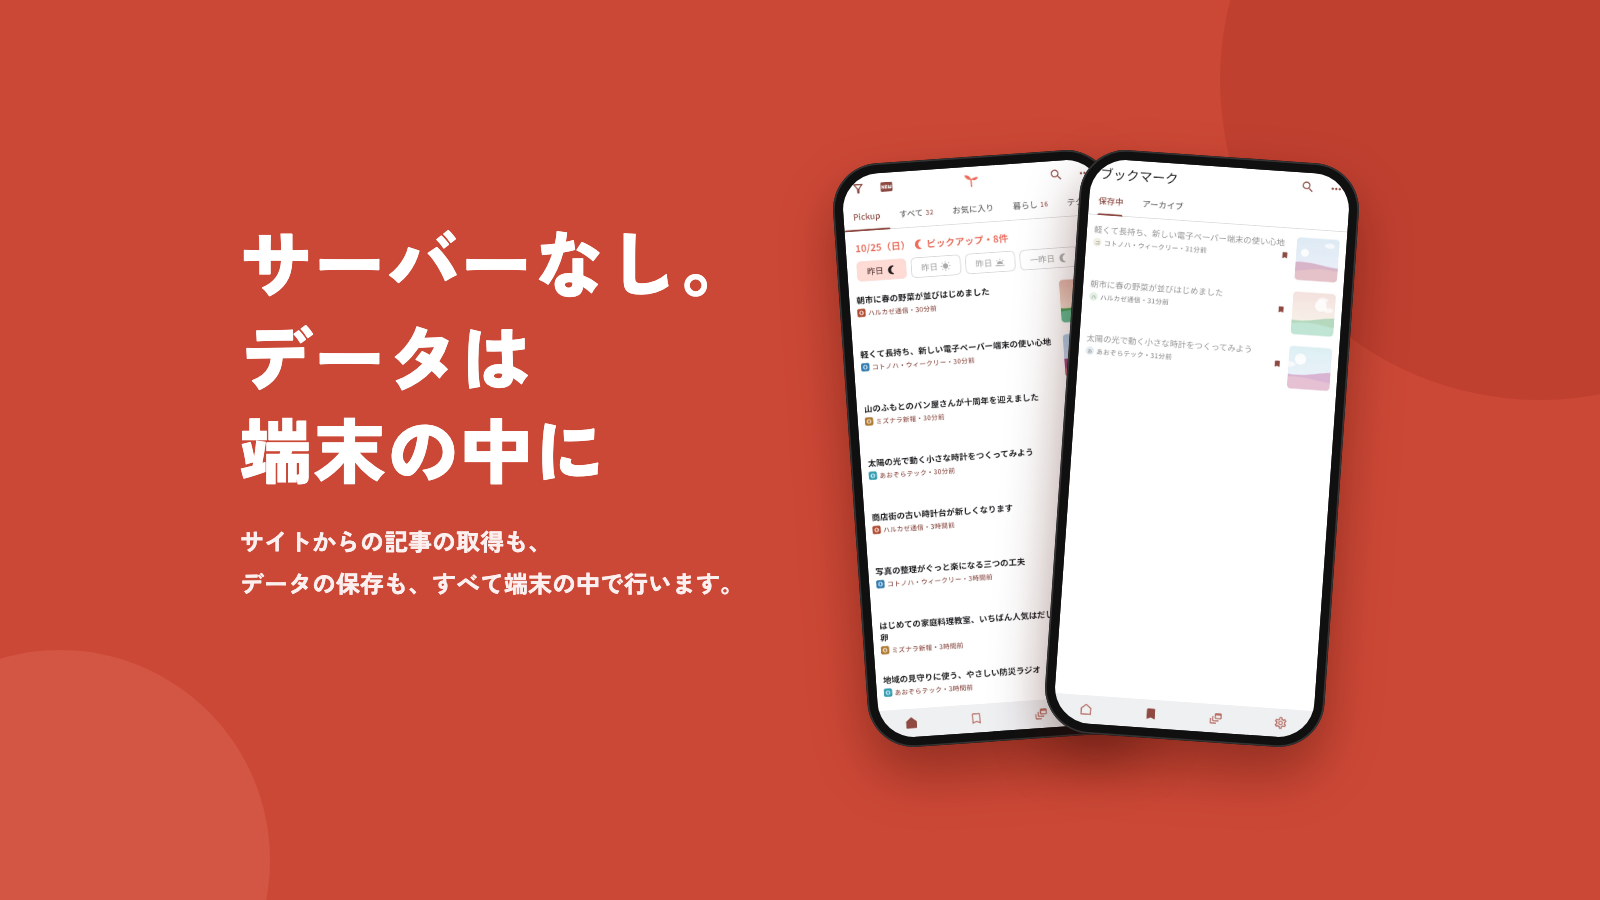 サーバーなし。
データは
端末の中に
サイトからの記事の取得も、
データの保存も、すべて端末の中で行います。
NEW
Pickup
すべて 32
お気に入り
暮らし 16
10/25（日） ピックアップ・8件
昨日
昨日
昨日
一昨日
朝市に春の野菜が並びはじめました
ハルカゼ通信・30分前
軽くて長持ち、新しい電子ペーパー端末の使い心地
コトノハ・ウィークリー・30分前
山のふもとのパン屋さんが十周年を迎えました
ミズナラ新報・30分前
太陽の光で動く小さな時計をつくってみよう
あおぞらテック・30分前
商店街の古い時計台が新しくなります
ハルカゼ通信・3時間前
写真の整理がぐっと楽になる三つの工夫
コトノハ・ウィークリー・3時間前
はじめての家庭料理教室、いちばん人気はだし
卵
ミズナラ新報・3時間前
地域の見守りに使う、やさしい防災ラジオ
あおぞらテック・3時間前
ブックマーク
保存中
アーカイブ
軽くて長持ち、新しい電子ペーパー端末の使い心地
コトノハ・ウィークリー・31分前
朝市に春の野菜が並びはじめました
ハルカゼ通信・31分前
太陽の光で動く小さな時計をつくってみよう
あおぞらテック・31分前